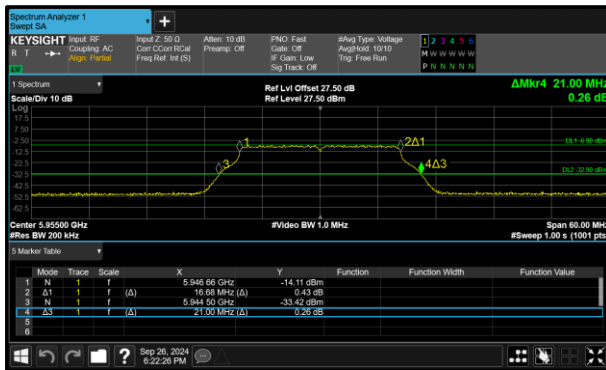 Spectrum Analyzer 1
Swept SA
+
KEYSIGHT Input: RF Input Z: 50 Ω Atten: 10 dB PNO: Fast #Avg Type: Voltage 1 2 3 4 5 6
R T Coupling: AC Corr CCorr RCal Preamp: Off Gate: Off Avg|Hold: 10/10 M W W W W W
Align: Partial Freq Ref: Int (S) IF Gain: Low Trig: Free Run
Sig Track: Off P N N N N N
1 Spectrum Ref Lvl Offset 27.50 dB ΔMkr4 21.00 MHz
Scale/Div 10 dB Ref Level 27.50 dBm 0.26 dB
Log
17.5
7.50
-2.50 1 2Δ1 DL1 -6.90 dBm
-12.5
-22.5 3 4Δ3
-32.5 DL2 -32.90 dBm
-42.5
-52.5
-62.5
Center 5.95500 GHz #Video BW 1.0 MHz Span 60.00 MHz
#Res BW 200 kHz #Sweep 1.00 s (1001 pts)
5 Marker Table
Mode Trace Scale X Y Function Function Width Function Value
1 N 1 f 5.946 66 GHz -14.11 dBm
2 Δ1 1 f (Δ) 16.68 MHz (Δ) 0.43 dB
3 N 1 f 5.944 50 GHz -33.42 dBm
4 Δ3 1 f (Δ) 21.00 MHz (Δ) 0.26 dB
5
6
? Sep 26, 2024
6:22:26 PM